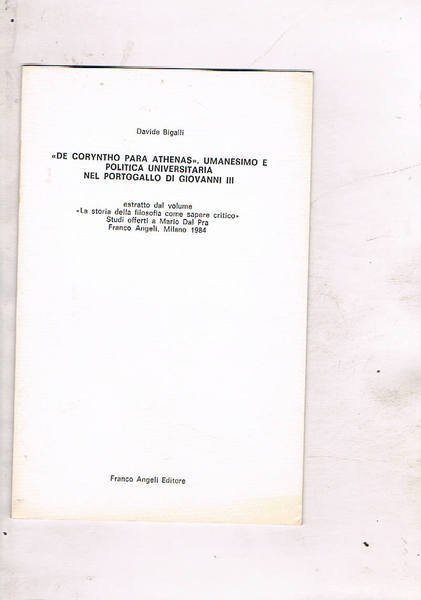 Davide Bigalli
«DE CORYNTHO PARA ATHENAS», UMANESIMO E
POLITICA UNIVERSITARIA
NEL PORTOGALLO DI GIOVANNI III
estratto dal volume
«La storia della filosofia come sapere critico»
Studi offerti a Mario Dal Pra
Franco Angeli, Milano 1984
Franco Angeli Editore